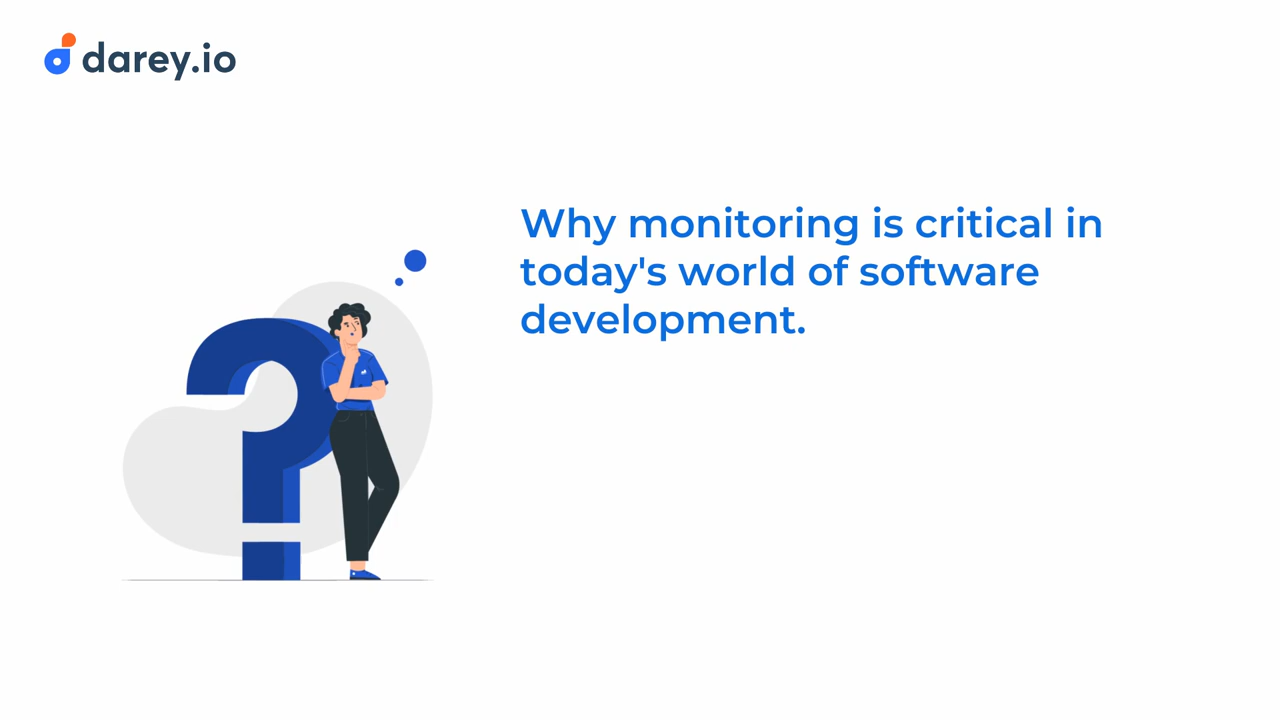 darey.io
Why monitoring is critical in
today's world of software
development.